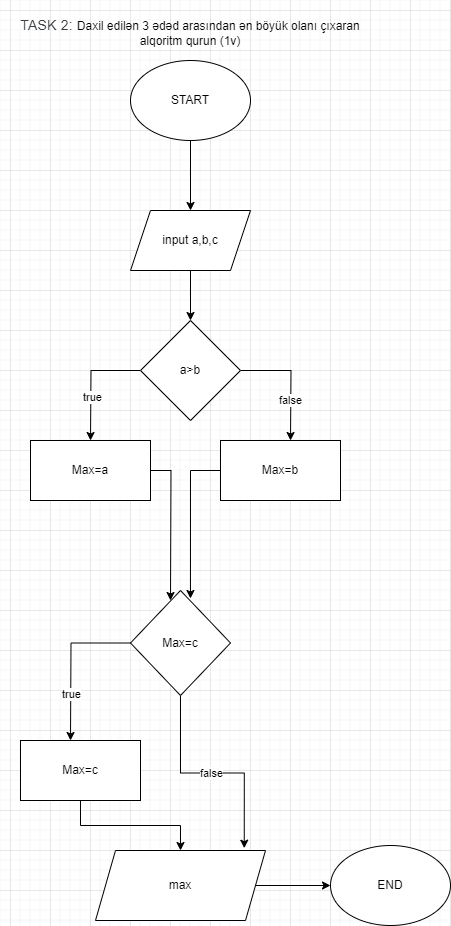 TASK 2: Daxil edilən 3 ədəd arasından ən böyük olanı çıxaran
alqoritm qurun (1v)
START
input a,b,c
a>b
true
false
Max=a
Max=b
Max=c
true
Max=c
false
max
END